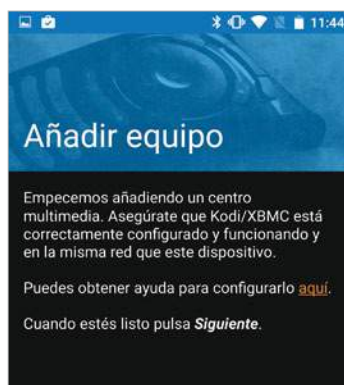 11:44
Añadir equipo
Empecemos añadiendo un centro
multimedia. Asegúrate que Kodi/XBMC está
correctamente configurado y funcionando y
en la misma red que este dispositivo.
Puedes obtener ayuda para configurarlo aquí.
Cuando estés listo pulsa Siguiente.